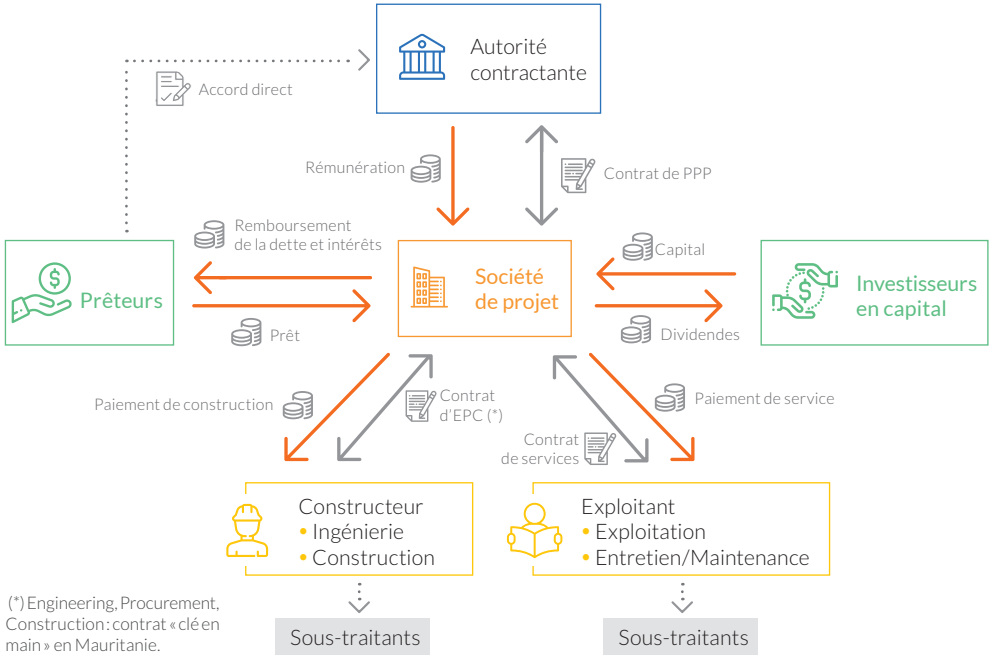 Autorité
contractante
Accord direct
Rémunération
Contrat de PPP
Remboursement
de la dette et intérêts
Capital
Prêteurs
Société
de projet
Investisseurs
en capital
Prêt
Dividendes
Paiement de construction
Contrat
d'EPC (*)
Paiement de service
Contrat
de services
Constructeur
• Ingénierie
• Construction
Exploitant
• Exploitation
• Entretien/Maintenance
(*) Engineering, Procurement,
Construction : contrat « clé en
main » en Mauritanie.
Sous-traitants
Sous-traitants